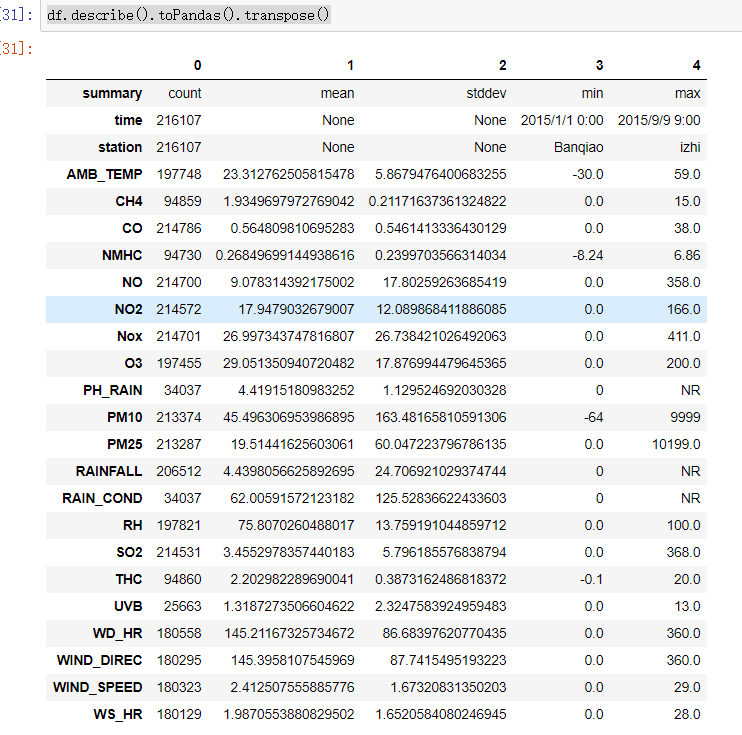 [31]: df.describe().toPandas().transpose()
[31]:
0 1 2 3 4
summary count mean stddev min max
time 216107 None None 2015/1/1 0:00 2015/9/9 9:00
station 216107 None None Banqiao izhi
AMB_TEMP 197748 23.312762505815478 5.8679476400683255 -30.0 59.0
CH4 94859 1.9349697972769042 0.21171637361324822 0.0 15.0
CO 214786 0.564809810695283 0.5461413336430129 0.0 38.0
NMHC 94730 0.26849699144938616 0.2399703566314034 -8.24 6.86
NO 214700 9.078314392175002 17.80259263685419 0.0 358.0
NO2 214572 17.9479032679007 12.089868411886085 0.0 166.0
Nox 214701 26.997343747816807 26.738421026492063 0.0 411.0
O3 197455 29.051350940720482 17.876994479645365 0.0 200.0
PH_RAIN 34037 4.41915180983252 1.129524692030328 0 NR
PM10 213374 45.496306953986895 163.48165810591306 -64 9999
PM25 213287 19.51441625603061 60.047223796786135 0.0 10199.0
RAINFALL 206512 4.4398056625892695 24.706921029374744 0 NR
RAIN_COND 34037 62.00591572123182 125.52836622433603 0 NR
RH 197821 75.8070260488017 13.759191044859712 0.0 100.0
SO2 214531 3.4552978357440183 5.796185576838794 0.0 368.0
THC 94860 2.202982289690041 0.3873162486818372 -0.1 20.0
UVB 25663 1.3187273506604622 2.3247583924959483 0.0 13.0
WD_HR 180558 145.21167325734672 86.68397620770435 0.0 360.0
WIND_DIREC 180295 145.3958107545969 87.7415495193223 0.0 360.0
WIND_SPEED 180323 2.412507555885776 1.67320831350203 0.0 29.0
WS_HR 180129 1.9870553880829502 1.6520584080246945 0.0 28.0